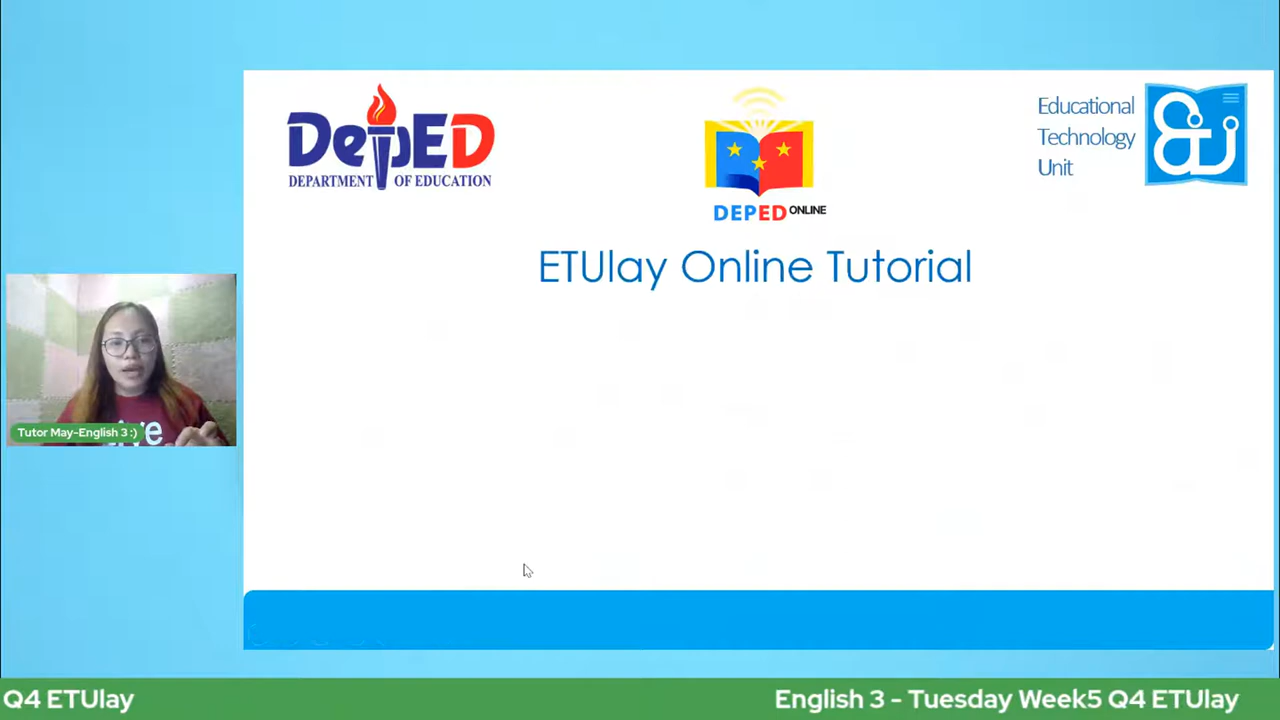 DepED
DEPARTMENT OF EDUCATION
DEPED ONLINE
Educational
Technology
Unit
ETUlay Online Tutorial
Tutor May-English 3 :)
Q4 ETUlay
English 3 - Tuesday Week5 Q4 ETUlay